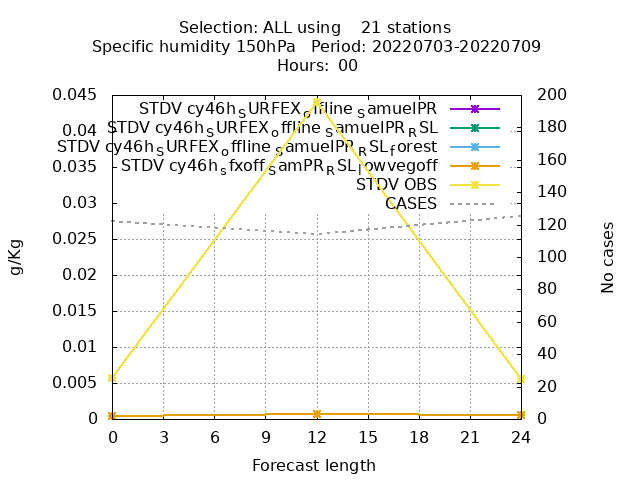 Selection: ALL using 21 stations
Specific humidity 150hPa Period: 20220703-20220709
Hours: 00
STDV cy46h_SURFEX_offline_SamueIPR
STDV cy46h_SURFEX_offline_SamueIPR_RSL
STDV cy46h_SURFEX_offline_SamueIPR_RSL_forest
STDV cy46h_sfxoff_SamPR_RSL_lowvegoff
STDV OBS
CASES
0.045
0.04
0.035
0.03
0.025
0.02
0.015
0.01
0.005
0
200
180
160
140
120
100
80
60
40
20
0
g/Kg
No cases
0 3 6 9 12 15 18 21 24
Forecast length